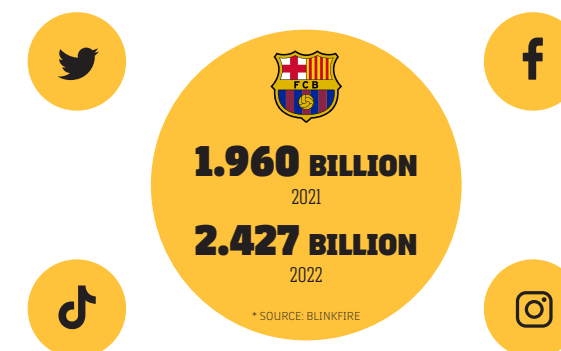 FCB
1.960 BILLION
2021
2.427 BILLION
2022
* SOURCE: BLINKFIRE